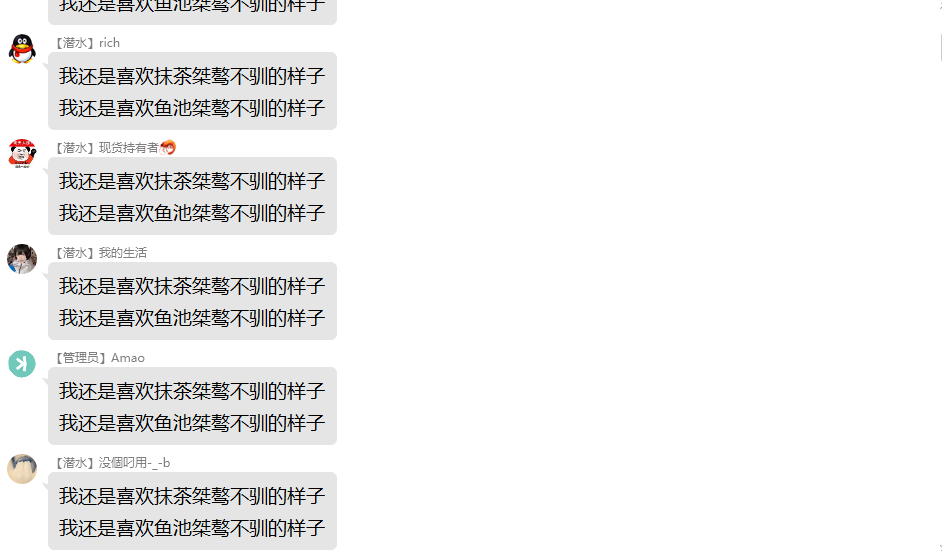 我还是喜欢鱼池桀骜不驯的样子
【潜水】rich
我还是喜欢抹茶桀骜不驯的样子
我还是喜欢鱼池桀骜不驯的样子
【潜水】现货持有者
我还是喜欢抹茶桀骜不驯的样子
我还是喜欢鱼池桀骜不驯的样子
【潜水】我的生活
我还是喜欢抹茶桀骜不驯的样子
我还是喜欢鱼池桀骜不驯的样子
【管理员】Amao
我还是喜欢抹茶桀骜不驯的样子
我还是喜欢鱼池桀骜不驯的样子
【潜水】没個叼用-_-b
我还是喜欢抹茶桀骜不驯的样子
我还是喜欢鱼池桀骜不驯的样子